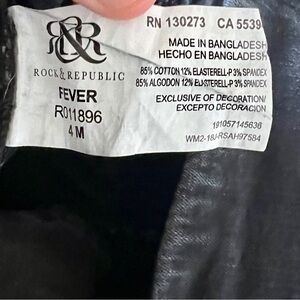 RN 130273 CA 5539
R&R
ROCK & REPUBLIC
MADE IN BANGLADESH
HECHO EN BANGLADESH
FEVER
R011896
4 M
85% COTTON 12% ELASTERELL-P 3% SPANDEX
85% ALGODON 12% ELASTERELL-P 3% SPANDEX
EXCLUSIVE OF DECORATION/
EXCEPTO DECORACION
191057145636
WM2-18J-RSAH97584